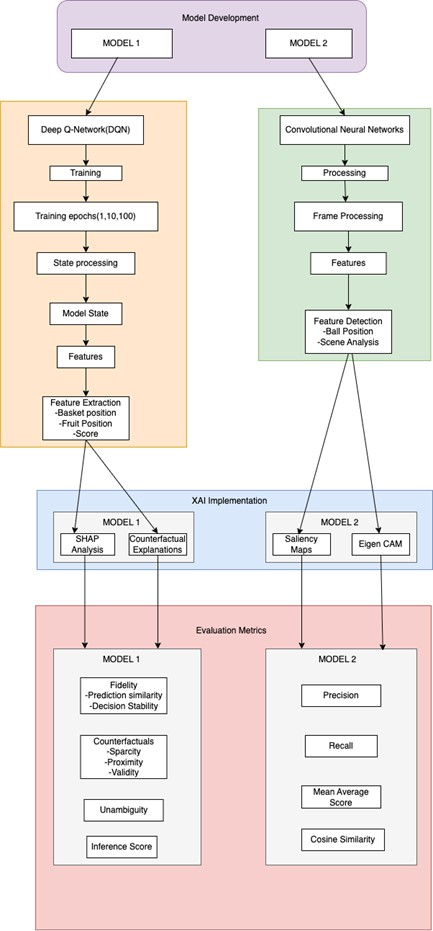 Model Development
MODEL 1
MODEL 2
Deep Q-Network(DQN)
Training
Training epochs(1,10,100)
State processing
Model State
Features
Feature Extraction
-Basket position
-Fruit Position
-Score
Convolutional Neural Networks
Processing
Frame Processing
Features
Feature Detection
-Ball Position
-Scene Analysis
XAI Implementation
MODEL 1
SHAP
Analysis
Counterfactual
Explanations
MODEL 2
Saliency
Maps
Eigen CAM
Evaluation Metrics
MODEL 1
Fidelity
-Prediction similarity
-Decision Stability
Counterfactuals
-Sparcity
-Proximity
-Validity
Unambiguity
Inference Score
MODEL 2
Precision
Recall
Mean Average
Score
Cosine Similarity